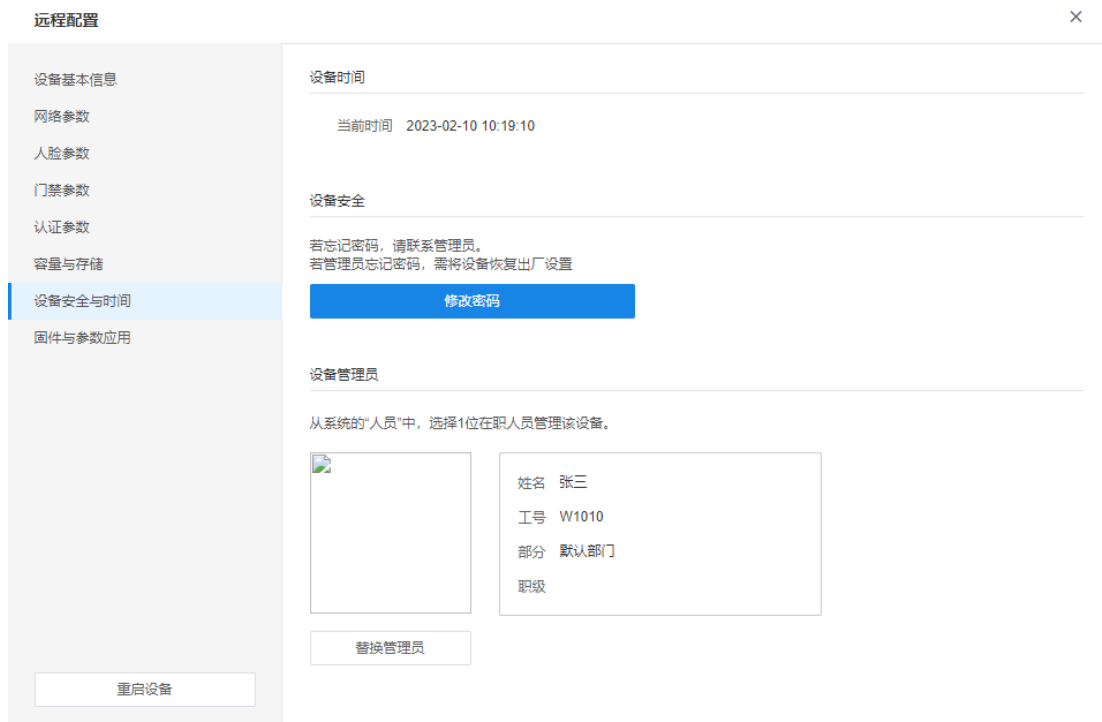 远程配置
设备基本信息
网络参数
人脸参数
门禁参数
认证参数
容量与存储
设备安全与时间
固件与参数应用
重启设备
设备时间
当前时间 2023-02-10 10:19:10
设备安全
若忘记密码，请联系管理员。
若管理员忘记密码，需将设备恢复出厂设置
修改密码
设备管理员
从系统的“人员”中，选择1位在职人员管理该设备。
姓名 张三
工号 W1010
部分 默认部门
职级
替换管理员